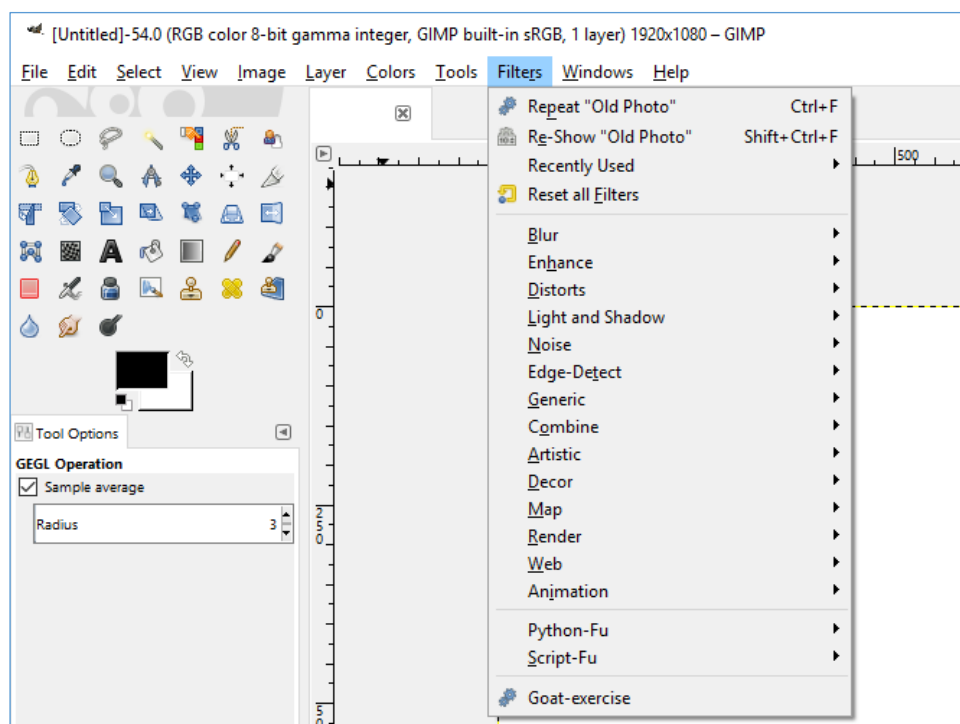 [Untitled]-54.0 (RGB color 8-bit gamma integer, GIMP built-in sRGB, 1 layer) 1920x1080 – GIMP
File Edit Select View Image Layer Colors Tools Filters Windows Help
Repeat "Old Photo" Ctrl+F
Re-Show "Old Photo" Shift+Ctrl+F
Recently Used
Reset all Filters
Blur
Enhance
Distorts
Light and Shadow
Noise
Edge-Detect
Generic
Combine
Artistic
Decor
Map
Render
Web
Animation
Python-Fu
Script-Fu
Goat-exercise
500
0
250
50
Tool Options
GEGL Operation
Sample average
Radius 3